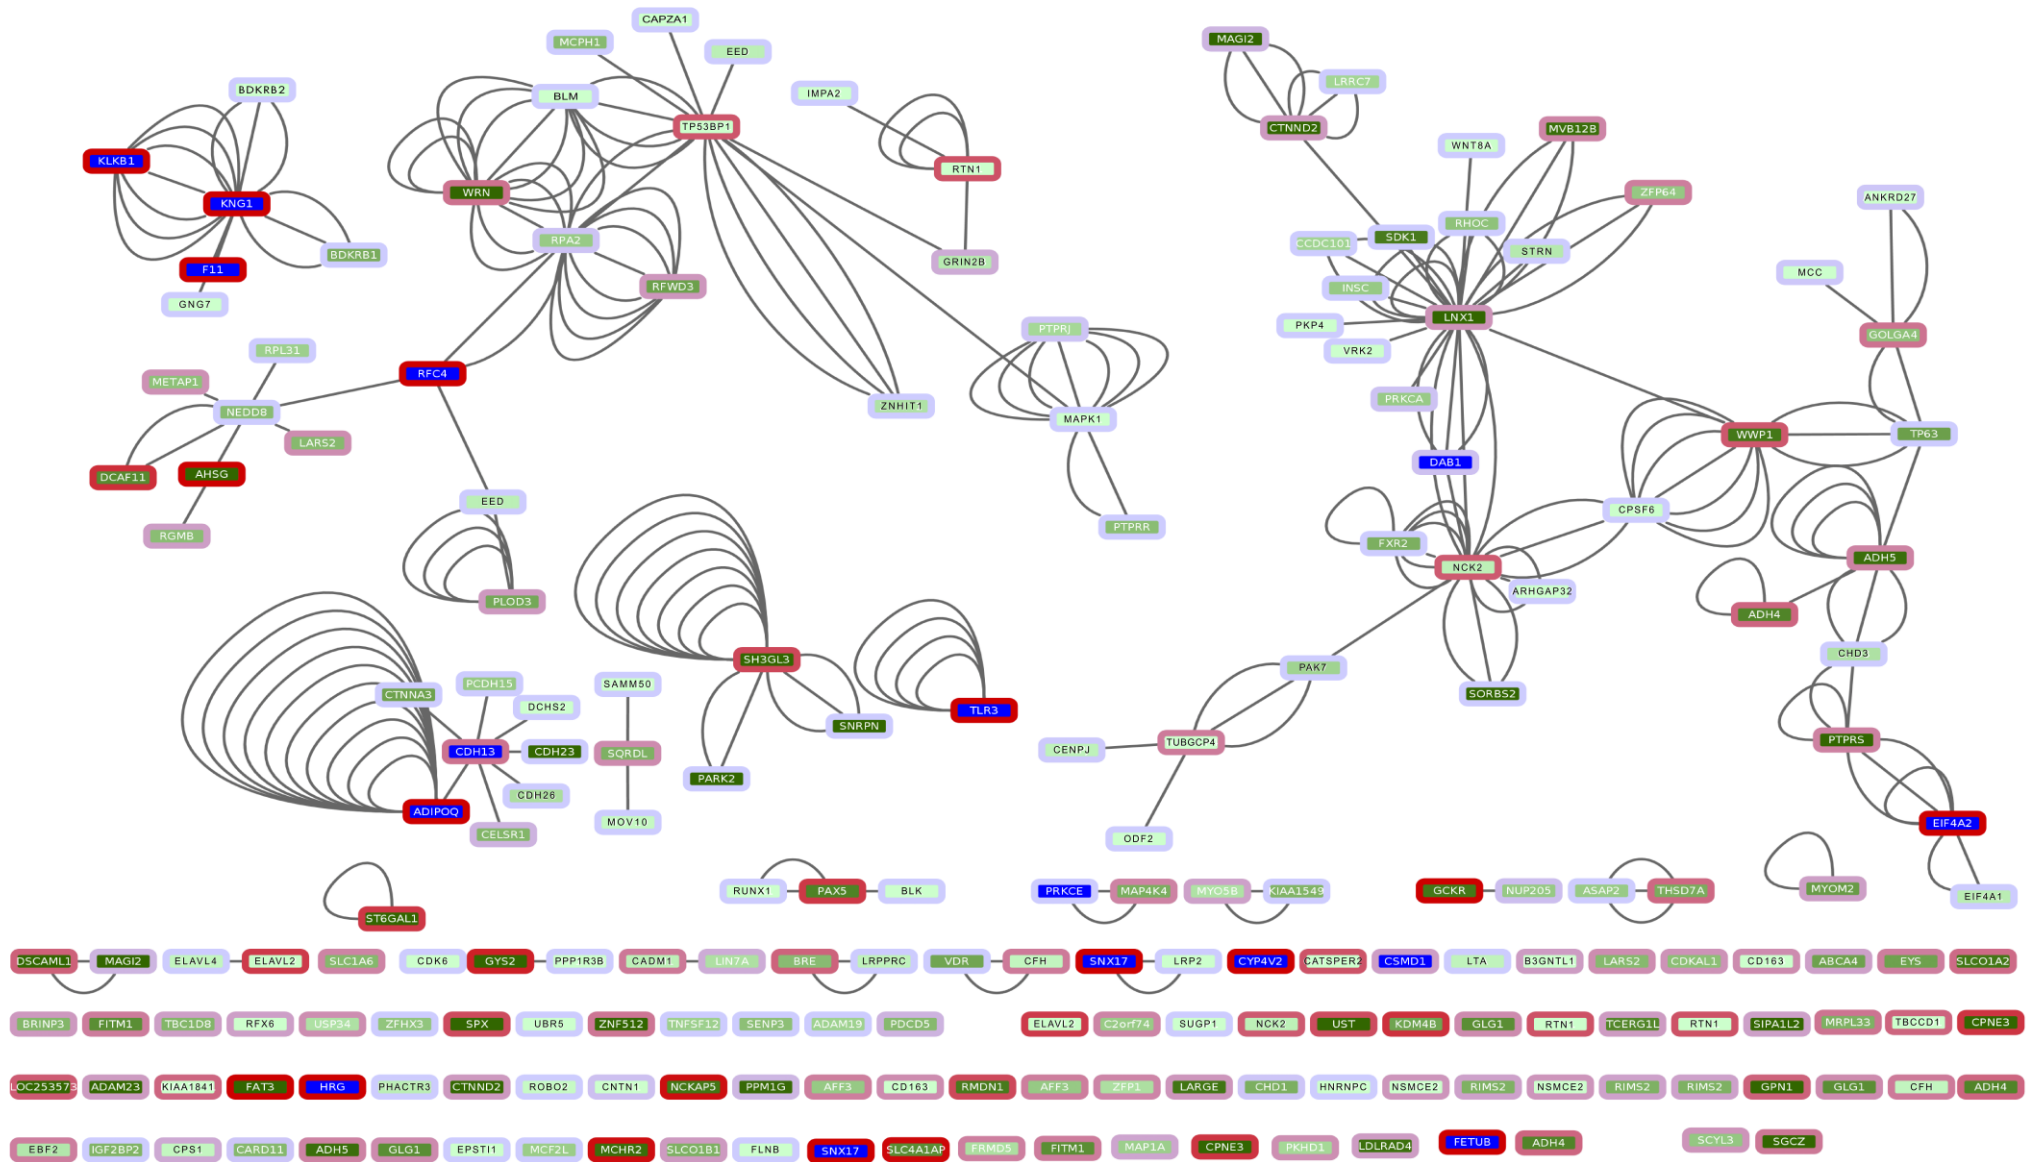 CAPZA1
MCPH1
EED
MAGI2
BDKRB2
BLM
IMPA2
LRRC7
TP53BP1
CTNND2
MVB12B
WNT8A
KLKB1
RTN1
WRN
ZFP64
KNG1
ANKRD27
RHOC
RPA2
CCDC101
SDK1
STRN
BDKRB1
F11
GRIN2B
MCC
RFWD3
INSC
GNG7
LNX1
PKP4
PTPRJ
GOLGA4
RPL31
VRK2
RFC4
METAP1
PRKCA
ZNHIT1
NEDD8
MAPK1
LARS2
WWP1
TP63
DAB1
DCAF11
AHSG
EED
CPSF6
PTPRR
RGMB
FXR2
ADH5
NCK2
ARHGAP32
PLOD3
ADH4
CHD3
SH3GL3
PAK7
PCDH15
SAMM50
CTNNA3
SORBS2
DCHS2
TLR3
SNRPN
PTPRS
TUBGCP4
CENPJ
CDH13
CDH23
SQRDL
PARK2
CDH26
ADIPOQ
MOV10
EIF4A2
CELSR1
ODF2
RUNX1
PAX5
BLK
PRKCE
MAP4K4
MYO5B
KIAA1549
GCKR
NUP205
ASAP2
THSD7A
MYOM2
EIF4A1
ST6GAL1
DSCAML1 MAGI2 ELAVL4 ELAVL2 SLC1A6 CDK6 GYS2 PPP1R3B CADM1 LIN7A BRE LRPPRC VDR CFH SNX17 LRP2 CYP4V2 CATSPER2 CSMD1 LTA B3GNTL1 LARS2 CDKAL1 CD163 ABCA4 EYS SLCO1A2
BRINP3 FITM1 TBC1D8 RFX6 USP34 ZFHX3 SPX UBR5 ZNF512 TNFSF12 SENP3 ADAM19 PDCD5 ELAVL2 C2orf74 SUGP1 NCK2 UST KDM4B GLG1 RTN1 TCERG1L RTN1 SIPA1L2 MRPL33 TBCCD1 CPNE3
LOC253573 ADAM23 KIAA1841 FAT3 HRG PHACTR3 CTNND2 ROBO2 CNTN1 NCKAP5 PPM1G AFF3 CD163 RMDN1 AFF3 ZFP1 LARGE CHD1 HNRNPC NSMCE2 RIMS2 NSMCE2 RIMS2 RIMS2 GPN1 GLG1 CFH ADH4
EBF2 IGF2BP2 CPS1 CARD11 ADH5 GLG1 EPSTI1 MCF2L MCHR2 SLCO1B1 FLNB SNX17 SLC4A1AP FRMD5 FITM1 MAP1A CPNE3 PKHD1 LDLRAD4 FETUB ADH4 SCYL3 SGCZ